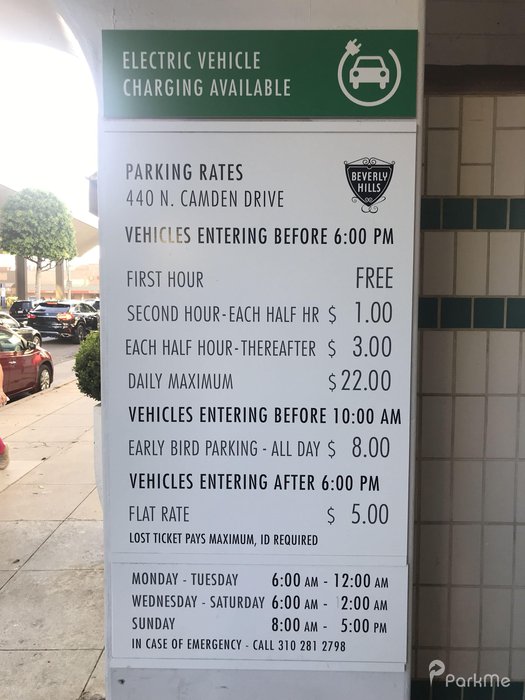 ELECTRIC VEHICLE
CHARGING AVAILABLE
PARKING RATES
440 N. CAMDEN DRIVE
BEVERLY
HILLS
VEHICLES ENTERING BEFORE 6:00 PM
FIRST HOUR FREE
SECOND HOUR-EACH HALF HR $ 1.00
EACH HALF HOUR-THEREAFTER $ 3.00
DAILY MAXIMUM $22.00
VEHICLES ENTERING BEFORE 10:00 AM
EARLY BIRD PARKING - ALL DAY $ 8.00
VEHICLES ENTERING AFTER 6:00 PM
FLAT RATE $ 5.00
LOST TICKET PAYS MAXIMUM, ID REQUIRED
MONDAY - TUESDAY 6:00 AM - 12:00 AM
WEDNESDAY - SATURDAY 6:00 AM - 2:00 AM
SUNDAY 8:00 AM - 5:00 PM
IN CASE OF EMERGENCY - CALL 310 281 2798
ParkMe